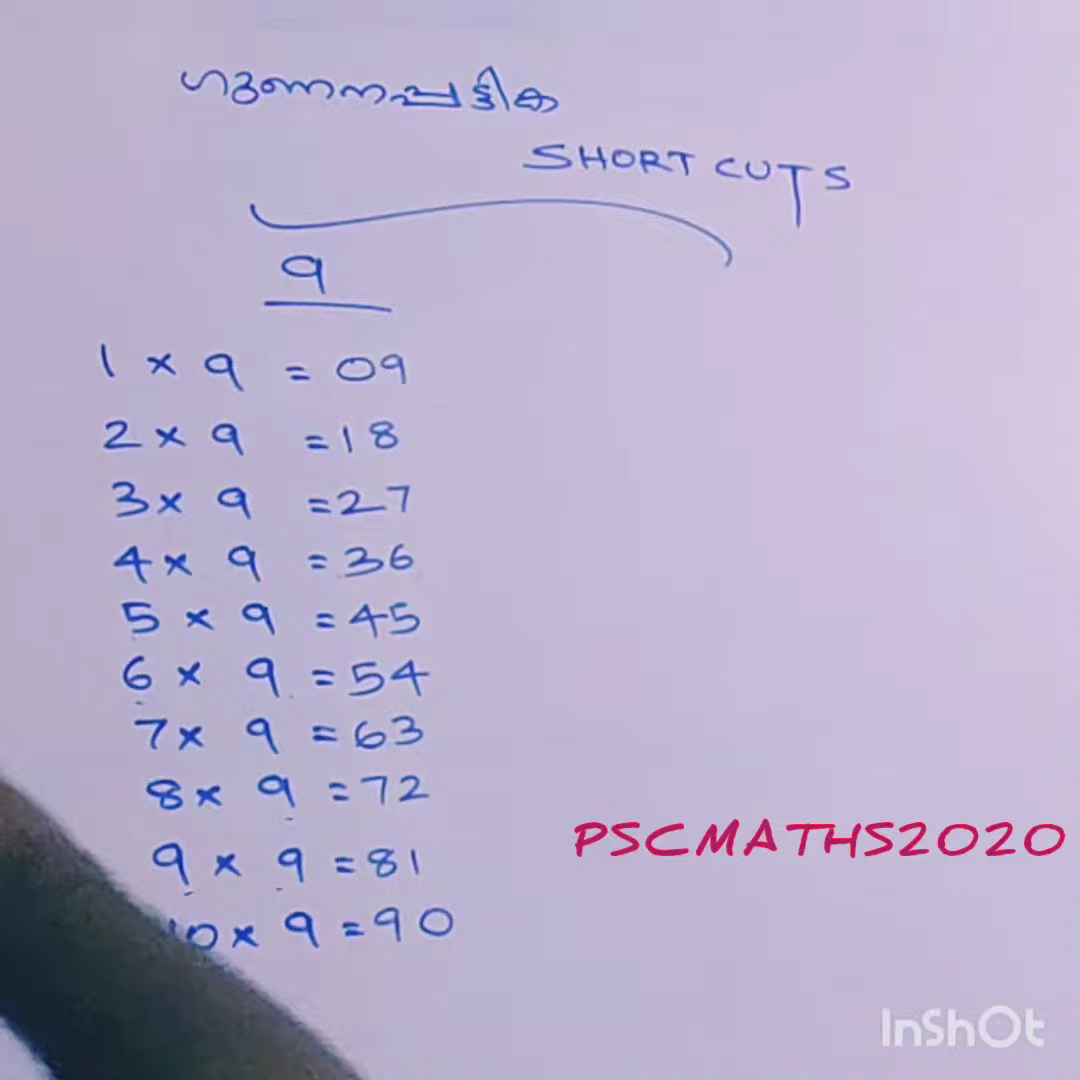 ഗുണനപ്പട്ടിക
SHORT CUTS
9
1 × 9 = 09
2 × 9 = 18
3 × 9 = 27
4 × 9 = 36
5 × 9 = 45
6 × 9 = 54
7 × 9 = 63
8 × 9 = 72
9 × 9 = 81
10 × 9 = 90
PSCMATHS2020
InShOt